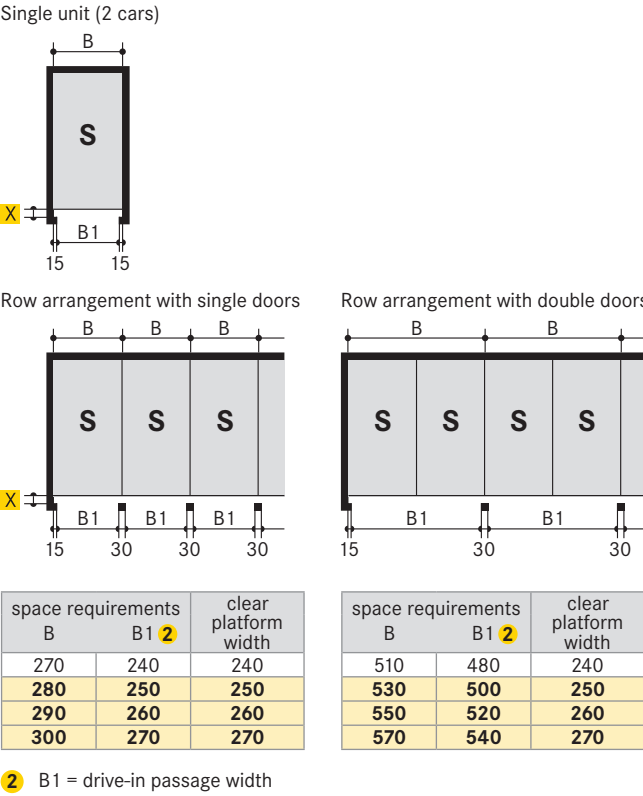 Single unit (2 cars)
B
S
X
B1
15 15
Row arrangement with single doors
B B B
S S S
X
B1 B1 B1
15 30 30 30
Row arrangement with double doors
B B
S S S S
B1 B1
15 30 30
space requirements clear platform width
B B1 2
270 240 240
280 250 250
290 260 260
300 270 270
space requirements clear platform width
B B1 2
510 480 240
530 500 250
550 520 260
570 540 270
2 B1 = drive-in passage width